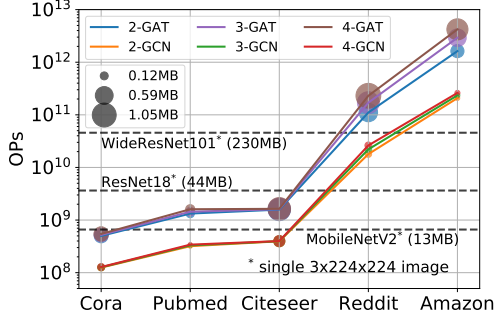 10^13
10^12
10^11
10^10
10^9
10^8
OPs
2-GAT 3-GAT 4-GAT
2-GCN 3-GCN 4-GCN
0.12MB
0.59MB
1.05MB
WideResNet101* (230MB)
ResNet18* (44MB)
MobileNetV2* (13MB)
* single 3x224x224 image
Cora Pubmed Citeseer Reddit Amazon